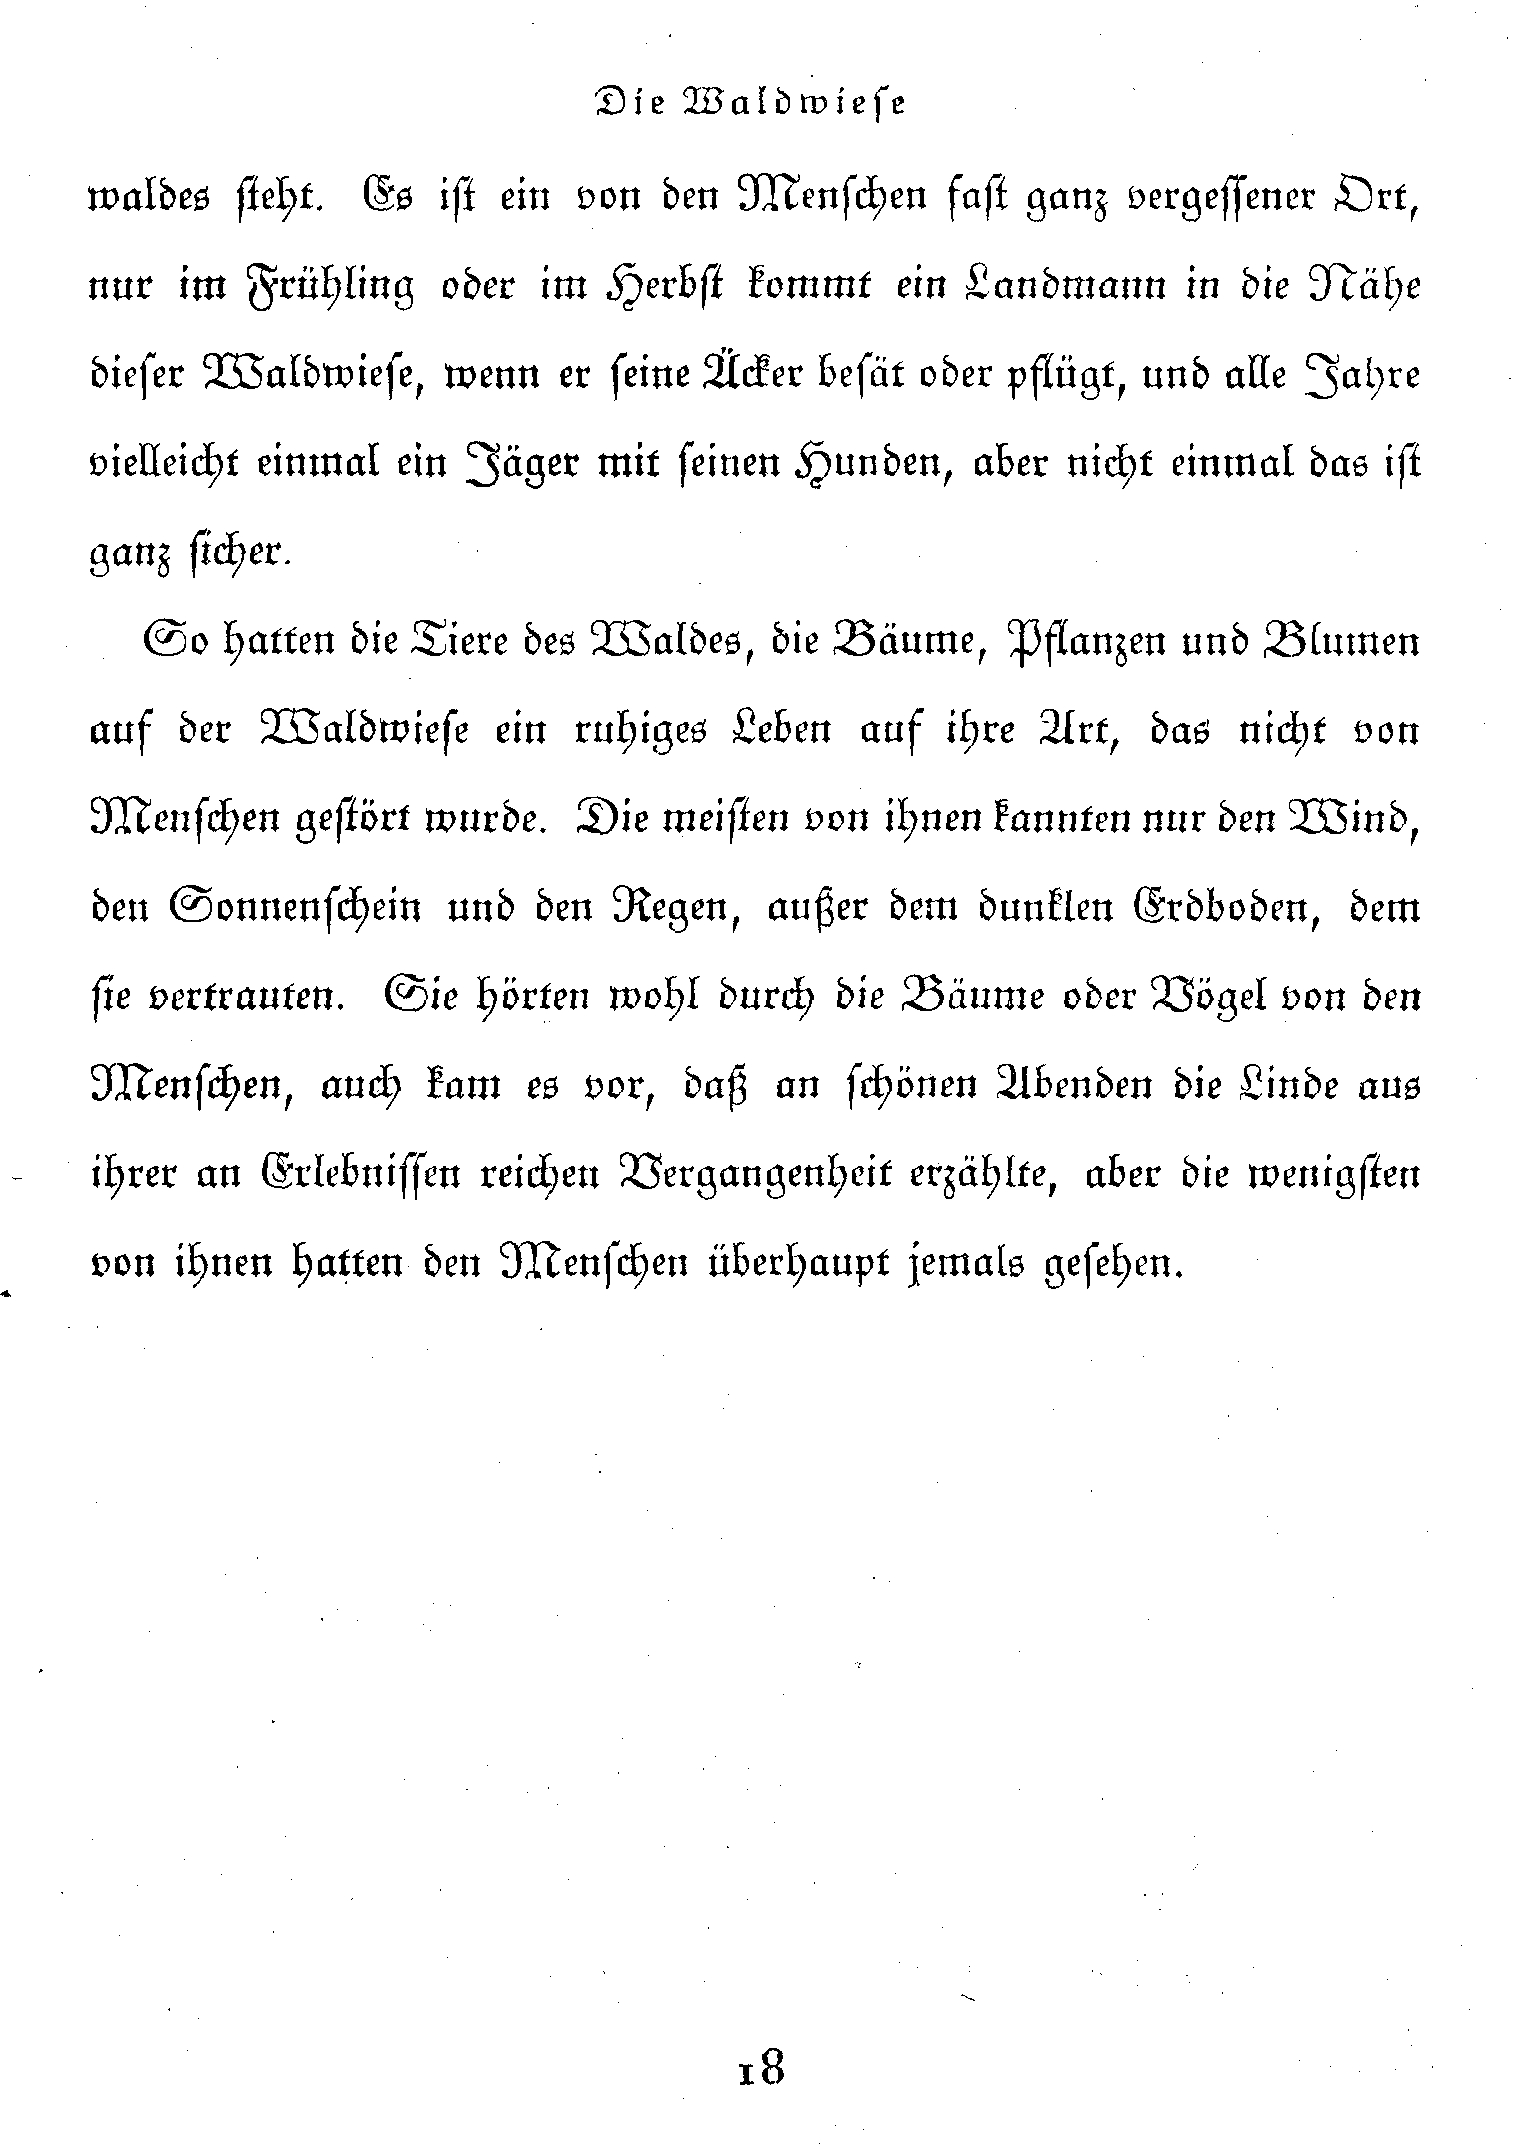 Die Waldwiese
waldes steht. Es ist ein von den Menschen fast ganz vergessener Ort,
nur im Frühling oder im Herbst kommt ein Landmann in die Nähe
dieser Waldwiese, wenn er seine Äcker besät oder pflügt, und alle Jahre
vielleicht einmal ein Jäger mit seinen Hunden, aber nicht einmal das ist
ganz sicher.
So hatten die Tiere des Waldes, die Bäume, Pflanzen und Blumen
auf der Waldwiese ein ruhiges Leben auf ihre Art, das nicht von
Menschen gestört wurde. Die meisten von ihnen kannten nur den Wind,
den Sonnenschein und den Regen, außer dem dunklen Erdboden, dem
sie vertrauten. Sie hörten wohl durch die Bäume oder Vögel von den
Menschen, auch kam es vor, daß an schönen Abenden die Linde aus
ihrer an Erlebnissen reichen Vergangenheit erzählte, aber die wenigsten
von ihnen hatten den Menschen überhaupt jemals gesehen.
18